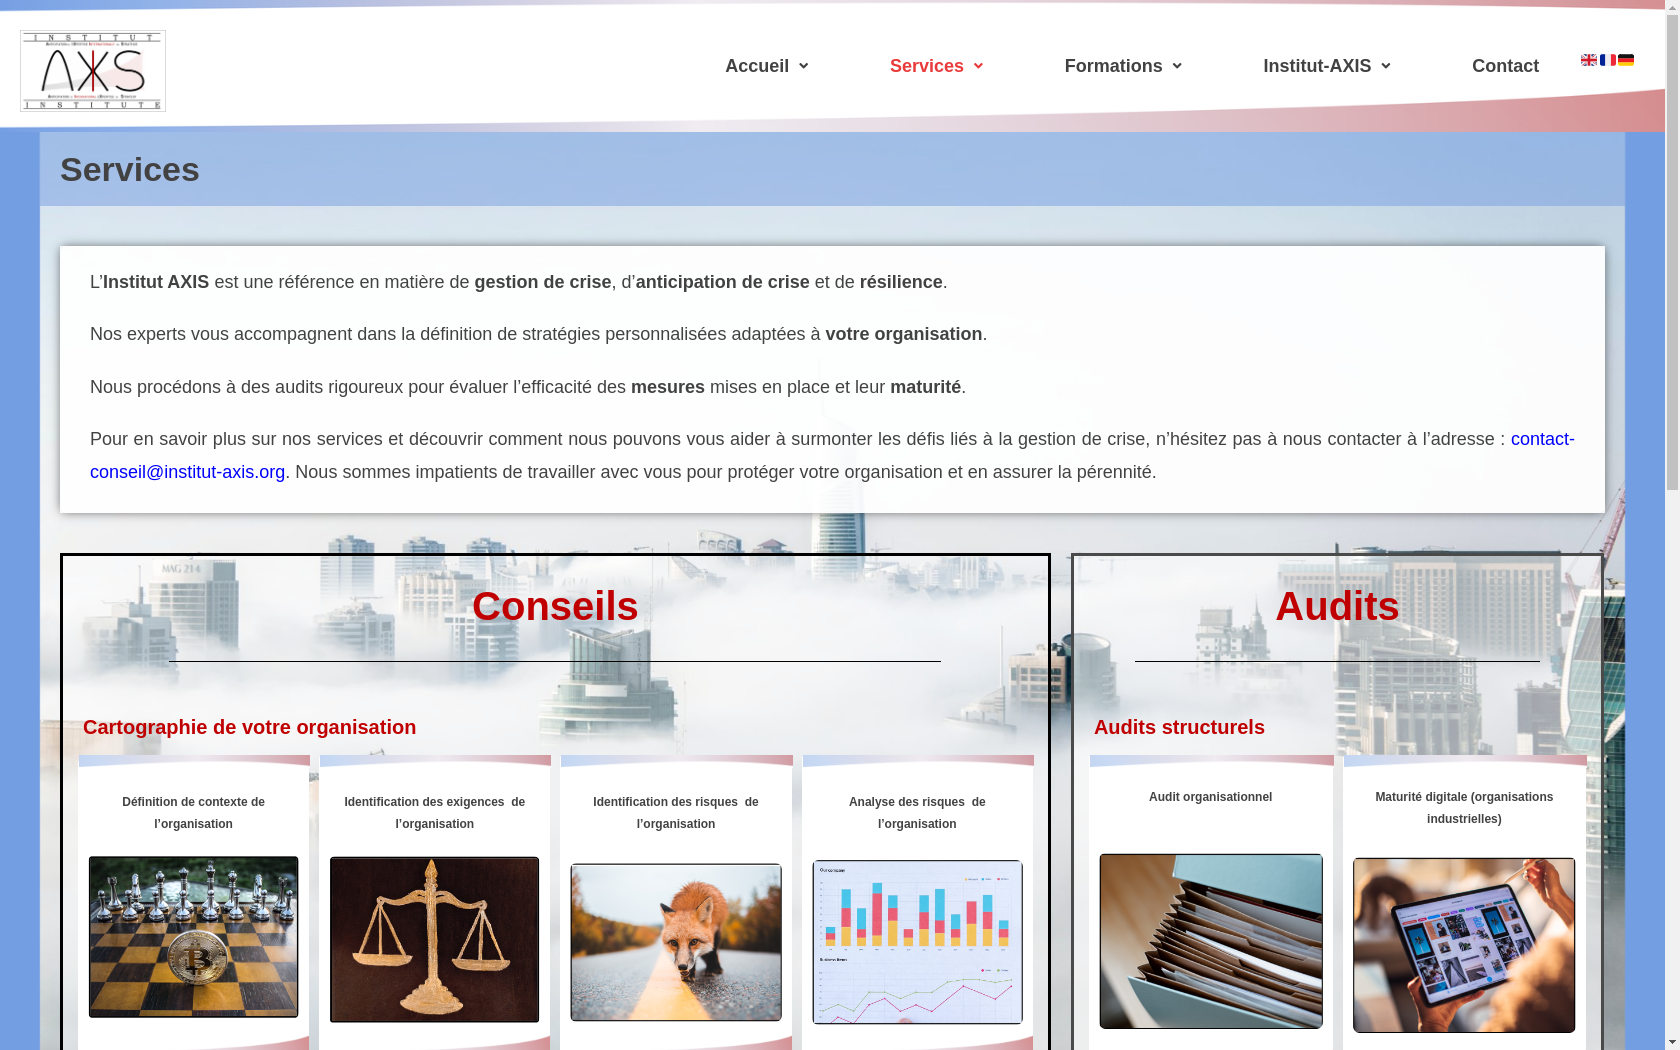 INSTITUT
AXIS
INSTITUTE
Accueil
Services
Formations
Institut-AXIS
Contact
Services
L’Institut AXIS est une référence en matière de gestion de crise, d’anticipation de crise et de résilience.
Nos experts vous accompagnent dans la définition de stratégies personnalisées adaptées à votre organisation.
Nous procédons à des audits rigoureux pour évaluer l’efficacité des mesures mises en place et leur maturité.
Pour en savoir plus sur nos services et découvrir comment nous pouvons vous aider à surmonter les défis liés à la gestion de crise, n’hésitez pas à nous contacter à l’adresse : contact-
conseil@institut-axis.org. Nous sommes impatients de travailler avec vous pour protéger votre organisation et en assurer la pérennité.
MAG 214
Conseils
Audits
Cartographie de votre organisation
Audits structurels
Définition de contexte de
l’organisation
Identification des exigences de
l’organisation
Identification des risques de
l’organisation
Analyse des risques de
l’organisation
Audit organisationnel
Maturité digitale (organisations
industrielles)
Our company